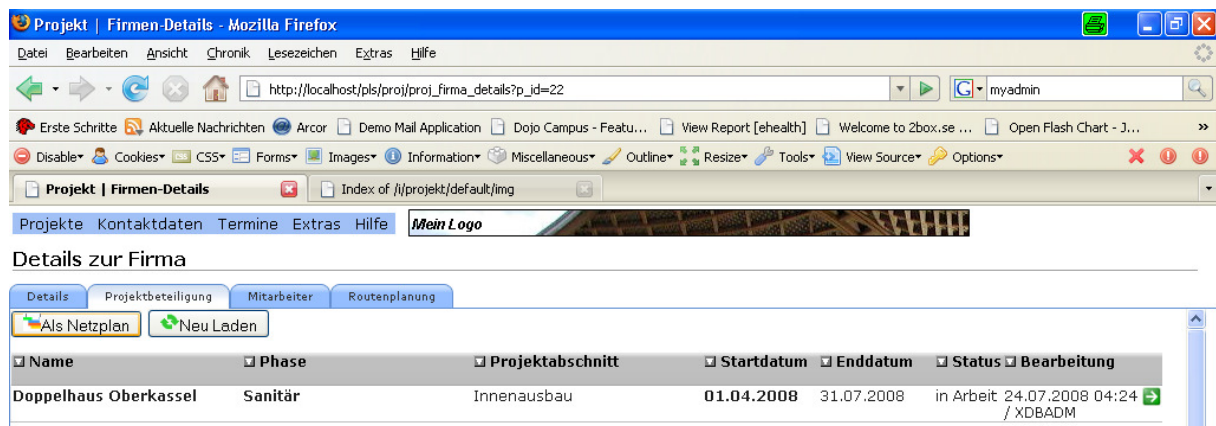 Projekt | Firmen-Details - Mozilla Firefox
Datei Bearbeiten Ansicht Chronik Lesezeichen Extras Hilfe
http://localhost/pls/proj/proj_firma_details?p_id=22 G myadmin
Erste Schritte Aktuelle Nachrichten Arcor Demo Mail Application Dojo Campus - Featu... View Report [ehealth] Welcome to 2box.se ... Open Flash Chart - J... »
Disable Cookies CSS Forms Images Information Miscellaneous Outline Resize Tools View Source Options
Projekt | Firmen-Details Index of /i/projekt/default/img
Projekte Kontaktdaten Termine Extras Hilfe Mein Logo
Details zur Firma
Details Projektbeteiligung Mitarbeiter Routenplanung
Als Netzplan Neu Laden
Name Phase Projektabschnitt Startdatum Enddatum Status Bearbeitung
Doppelhaus Oberkassel Sanitär Innenausbau 01.04.2008 31.07.2008 in Arbeit 24.07.2008 04:24
/ XDBADM